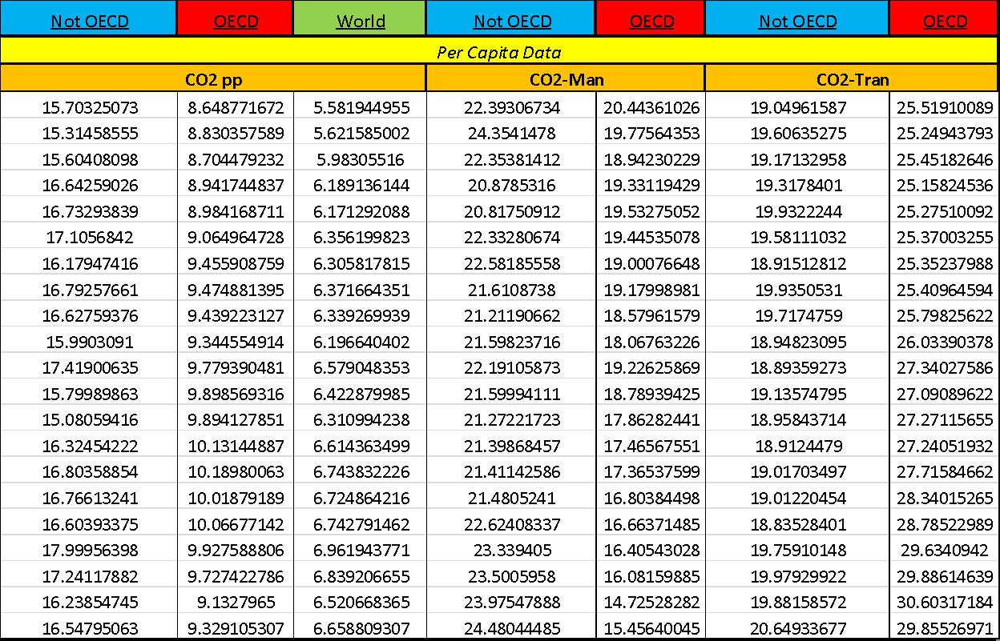 Not OECD OECD World Not OECD OECD Not OECD OECD
Per Capita Data
CO2 pp CO2-Man CO2-Tran
15.70325073 8.648771672 5.581944955 22.39306734 20.44361026 19.04961587 25.51910089
15.31458555 8.830357589 5.621585002 24.3541478 19.77564353 19.60635275 25.24943793
15.60408098 8.704479232 5.98305516 22.35381412 18.94230229 19.17132958 25.45182646
16.64259026 8.941744837 6.189136144 20.8785316 19.33119429 19.3178401 25.15824536
16.73293839 8.984168711 6.171292088 20.81750912 19.53275052 19.9322244 25.27510092
17.1056842 9.064964728 6.356199823 22.33280674 19.44535078 19.58111032 25.37003255
16.17947416 9.455908759 6.305817815 22.58185558 19.00076648 18.91512812 25.35237988
16.79257661 9.474881395 6.371664351 21.6108738 19.17998981 19.9350531 25.40964594
16.62759376 9.439223127 6.339269939 21.21190662 18.57961579 19.7174759 25.79825622
15.9903091 9.344554914 6.196640402 21.59823716 18.06763226 18.94823095 26.03390378
17.41900635 9.779390481 6.579048353 22.19105873 19.22625869 18.89359273 27.34027586
15.79989863 9.898569316 6.422879985 21.59994111 18.78939425 19.13574795 27.09089622
15.08059416 9.894127851 6.310994238 21.27221723 17.86282441 18.95843714 27.27115655
16.32454222 10.13144887 6.614363499 21.39868457 17.46567551 18.9124479 27.24051932
16.80358854 10.18980063 6.743832226 21.41142586 17.36537599 19.01703497 27.71584662
16.76613241 10.01879189 6.724864216 21.4805241 16.80384498 19.01220454 28.34015265
16.60393375 10.06677142 6.742791462 22.62408337 16.66371485 18.83528401 28.78522989
17.99956398 9.927588806 6.961943771 23.339405 16.40543028 19.75910148 29.6340942
17.24117882 9.727422786 6.839206655 23.5005958 16.08159885 19.97929922 29.88614639
16.23854745 9.1327965 6.520668365 23.97547888 14.72528282 19.88158572 30.60317184
16.54795063 9.329105307 6.658809307 24.48044485 15.45640045 20.64933677 29.85526971